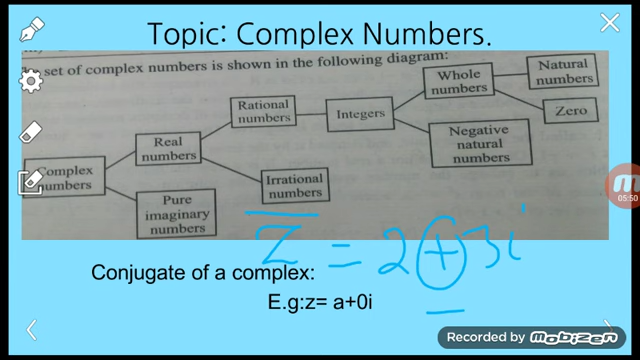 Topic: Complex Numbers.
set of complex numbers is shown in the following diagram:
Complex
numbers
Real
numbers
Pure
imaginary
numbers
Rational
numbers
Irrational
numbers
Integers
Whole
numbers
Negative
natural
numbers
Natural
numbers
Zero
z = 2 + 3i
Conjugate of a complex:
E.g:z= a+0i
05:50
Recorded by mobizen